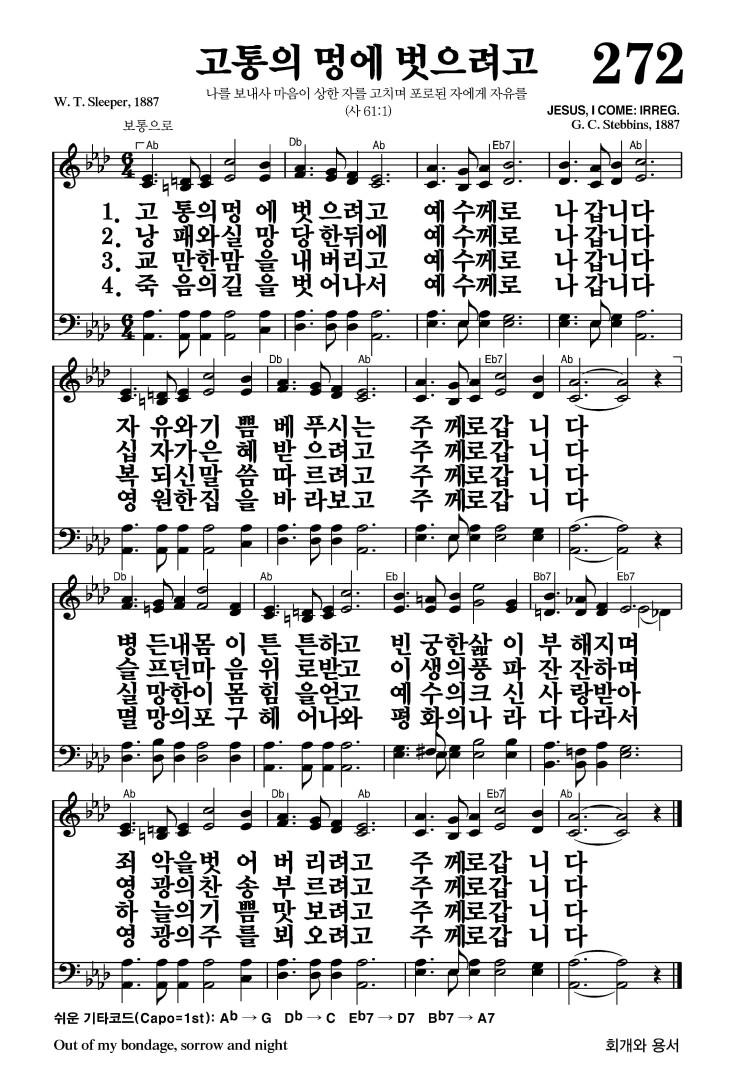 고통의 멍에 벗으려고 272
나를 보내사 마음이 상한 자를 고치며 포로된 자에게 자유를
(사 61:1)
W. T. Sleeper, 1887
JESUS, I COME: IRREG.
G. C. Stebbins, 1887
보통으로
Ab Db Ab Eb7 Ab
6 4
1. 고 통의멍 에 벗 으려고 예 수께로 나 갑니다
2. 낭 패와실 망 당 한뒤에 예 수께로 나 갑니다
3. 교 만한맘 을 내 버리고 예 수께로 나 갑니다
4. 죽 음의길 을 벗 어나서 예 수께로 나 갑니다
6 4
Db Ab Eb7 Ab
자 유와기 쁨 베 푸시는 주 께로갑 니 다
십 자가은 혜 받 으려고 주 께로갑 니 다
복 되신말 씀 따 르려고 주 께로갑 니 다
영 원한집 을 바 라보고 주 께로갑 니 다
Db Ab Eb Bb7 Eb7
병 든내몸 이 튼 튼하고 빈 궁한삶 이 부 해지며
슬 프던마 음 위 로받고 이 생의풍 파 잔 잔하며
실 망한이 몸 힘 을얻고 예 수의크 신 사 랑받아
멸 망의포 구 헤 어나와 평 화의나 라 다 다라서
Ab Db Ab Eb7 Ab
죄 악을벗 어 버 리려고 주 께로갑 니 다
영 광의찬 송 부 르려고 주 께로갑 니 다
하 늘의기 쁨 맛 보려고 주 께로갑 니 다
영 광의주 를 뵈 오려고 주 께로갑 니 다
쉬운 기타코드(Capo=1st): Ab → G Db → C Eb7 → D7 Bb7 → A7
Out of my bondage, sorrow and night 회개와 용서